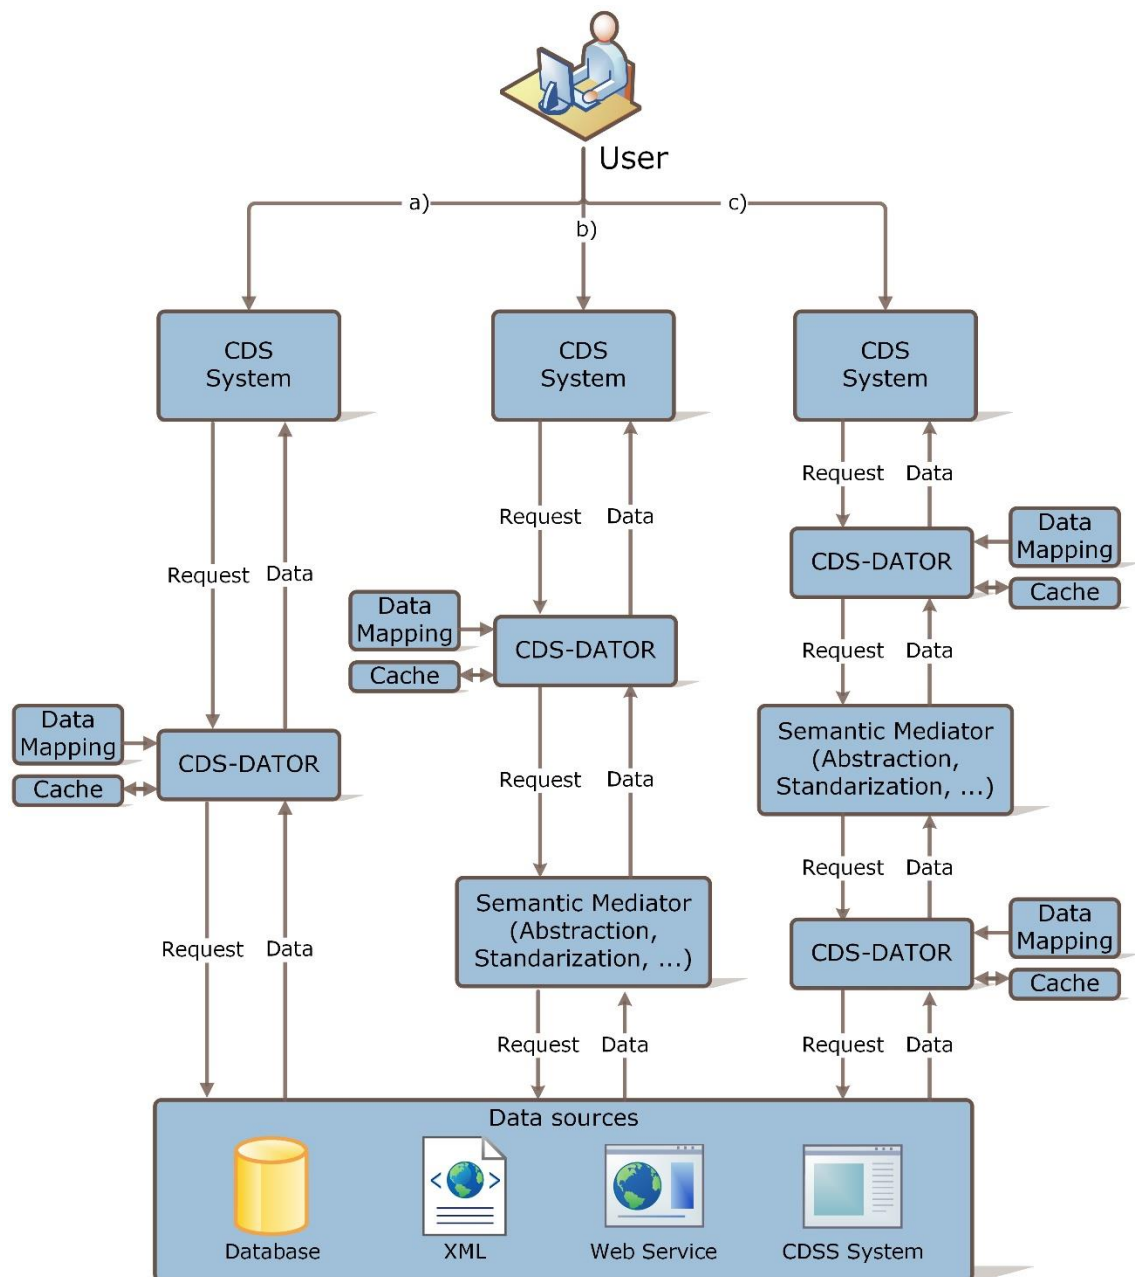 User
a)
b)
c)
CDS
System
CDS
System
CDS
System
Request
Data
Request
Data
Request
Data
CDS-DATOR
Data
Mapping
Cache
Data
Mapping
Cache
CDS-DATOR
Request
Data
Data
Mapping
Cache
CDS-DATOR
Request
Data
Semantic Mediator
(Abstraction,
Standarization, ...)
Request
Data
Semantic Mediator
(Abstraction,
Standarization, ...)
Request
Data
CDS-DATOR
Data
Mapping
Cache
Request
Data
Request
Data
Data sources
Database
XML
Web Service
CDSS System